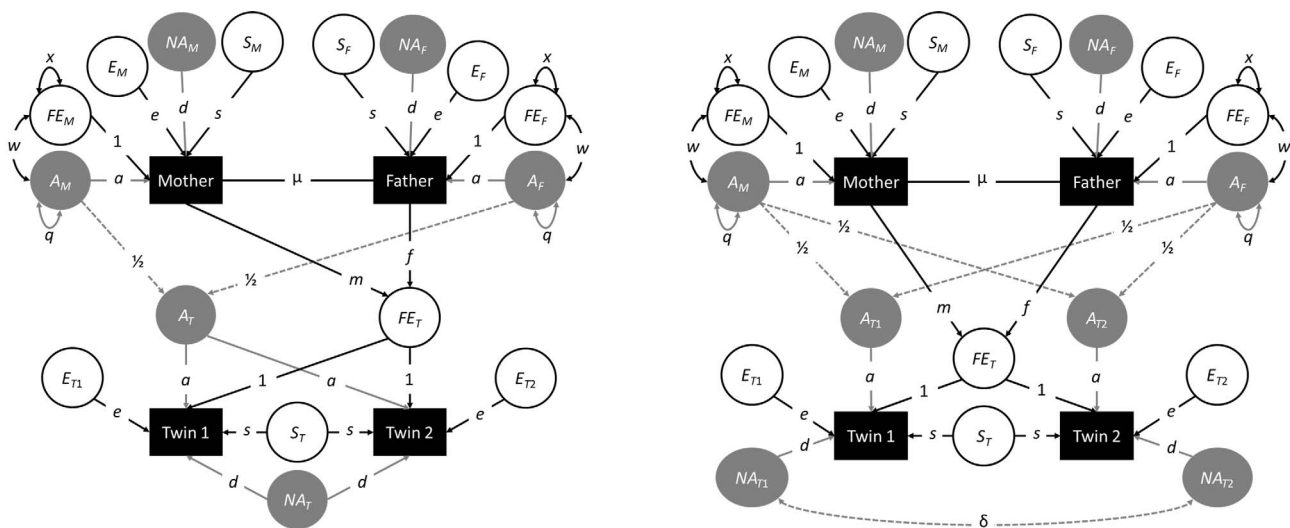 NA_M S_M S_F NA_F
E_M E_F
x x
FE_M d s s d FE_F
e e
w 1 1 w
A_M a Mother μ Father a A_F
q q
½ ½ f
m
A_T FE_T
E_T1 a a 1 1 E_T2
e e
Twin 1 s S_T s Twin 2
d NA_T d
NA_M S_M S_F NA_F
E_M E_F
x x
FE_M d s s d FE_F
e e
w 1 1 w
A_M a Mother μ Father a A_F
q q
½ ½ ½ ½
A_T1 m f A_T2
FE_T
E_T1 a 1 1 a E_T2
e e
Twin 1 s S_T s Twin 2
d d
NA_T1 NA_T2
δ